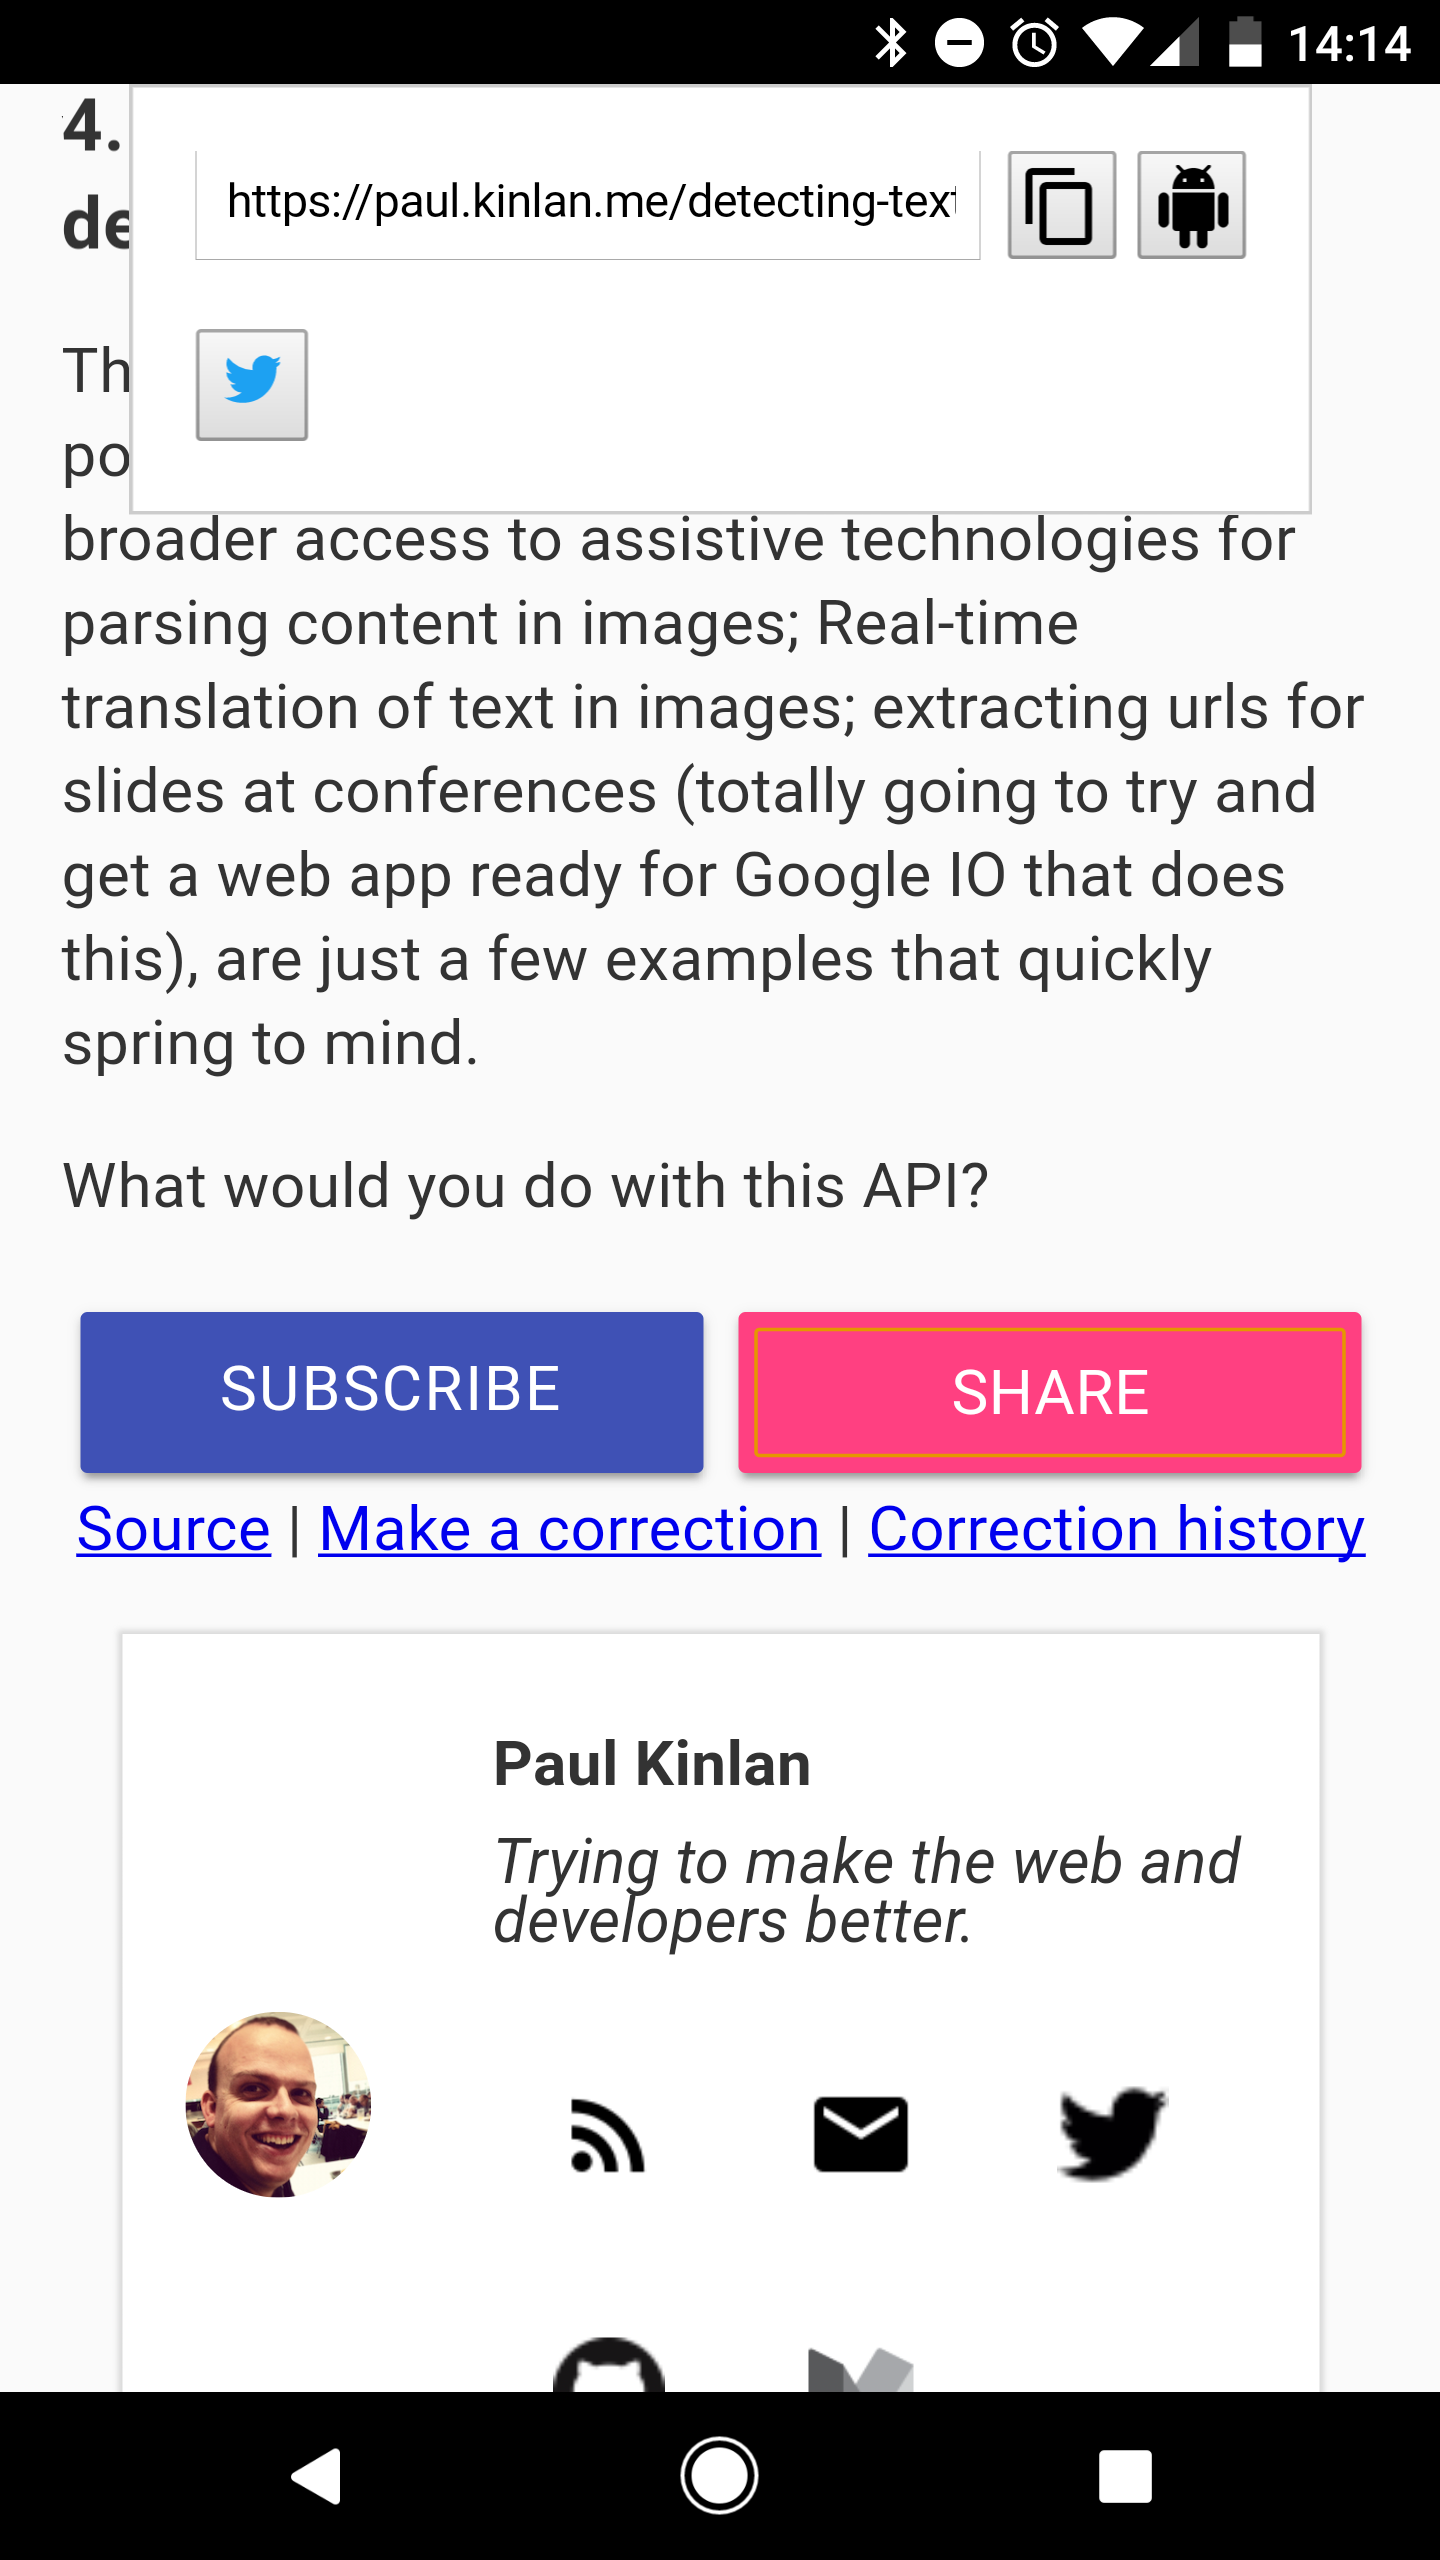 14:14
4.
https://paul.kinlan.me/detecting-text
de
Th
po
broader access to assistive technologies for
parsing content in images; Real-time
translation of text in images; extracting urls for
slides at conferences (totally going to try and
get a web app ready for Google IO that does
this), are just a few examples that quickly
spring to mind.
What would you do with this API?
SUBSCRIBE SHARE
Source | Make a correction | Correction history
Paul Kinlan
Trying to make the web and
developers better.